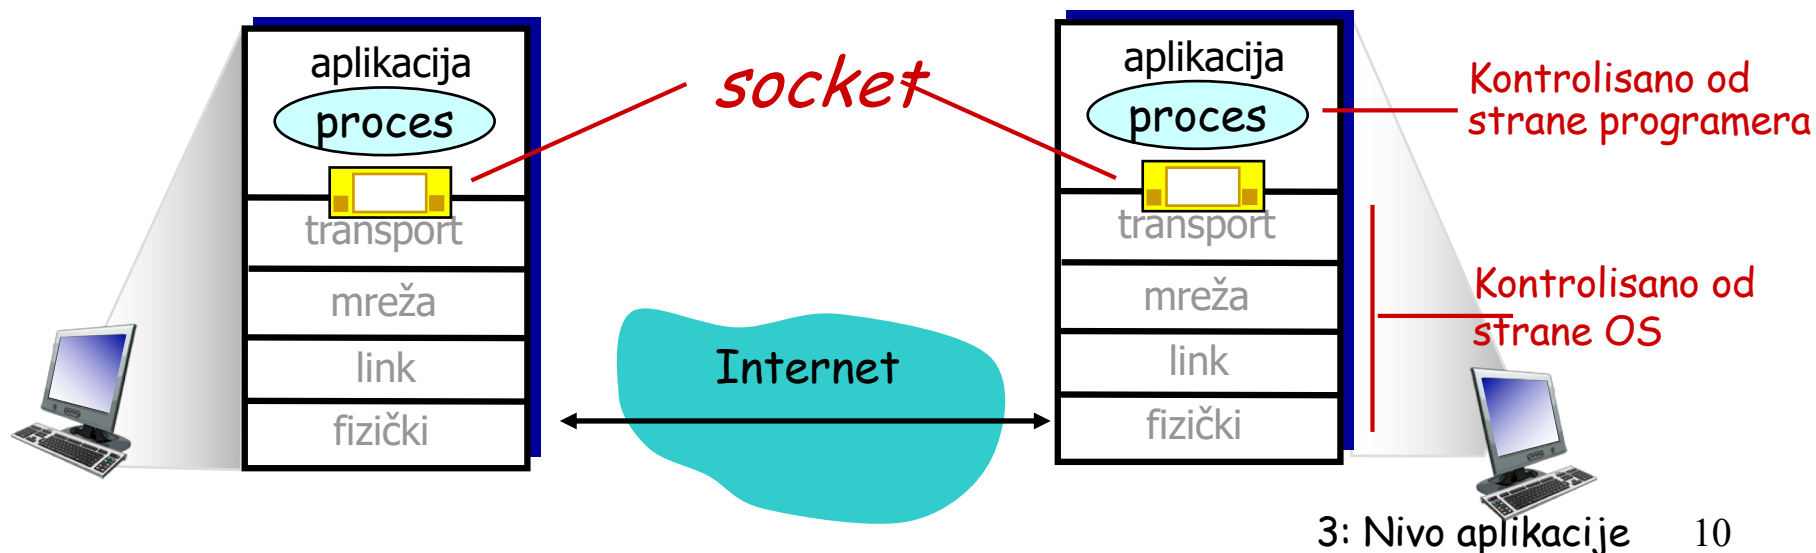 aplikacija
proces
transport
mreža
link
fizički
socket
Internet
aplikacija
proces
transport
mreža
link
fizički
Kontrolisano od
strane programera
Kontrolisano od
strane OS
3: Nivo aplikacije 10